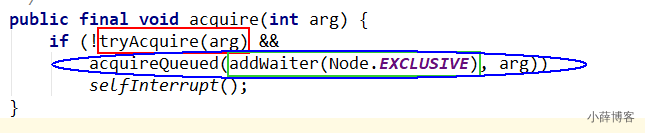 */
public final void acquire(int arg) {
if (!tryAcquire(arg) &&
acquireQueued(addWaiter(Node.EXCLUSIVE), arg))
selfInterrupt();
}
小薛博客